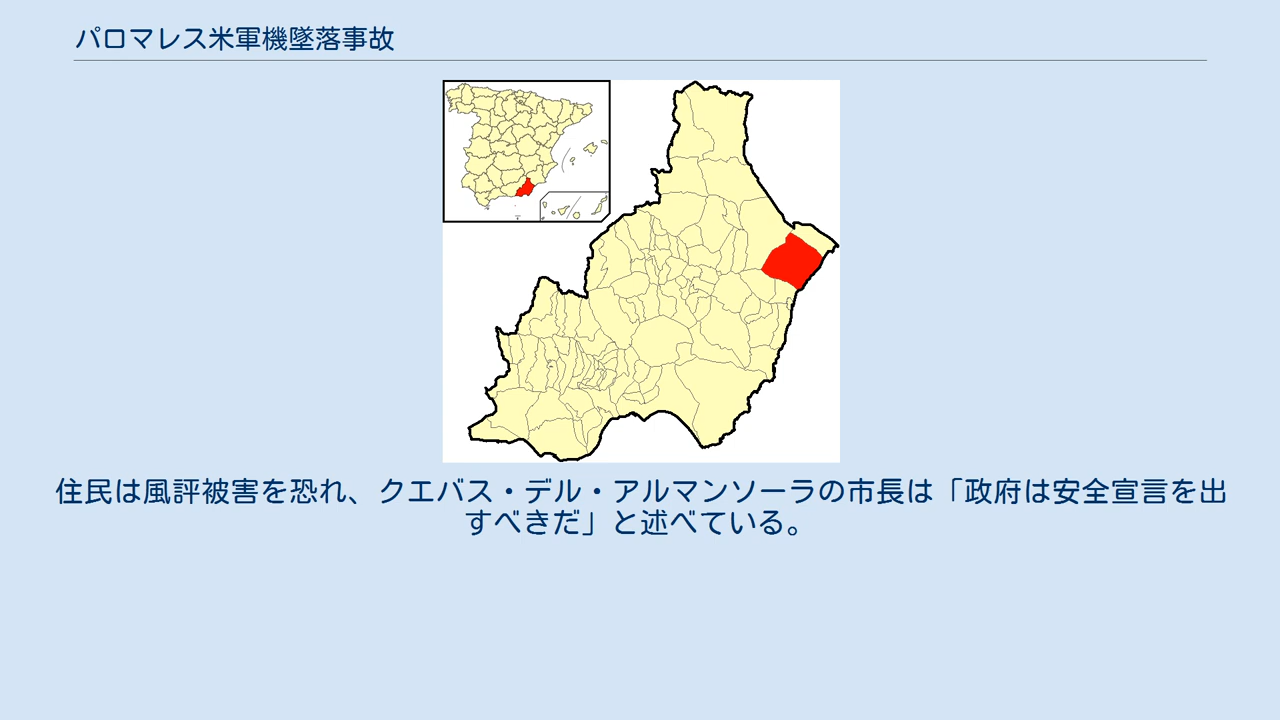 パロマレス米軍機墜落事故
住民は風評被害を恐れ、クエバス・デル・アルマンソーラの市長は「政府は安全宣言を出
すべきだ」と述べている。